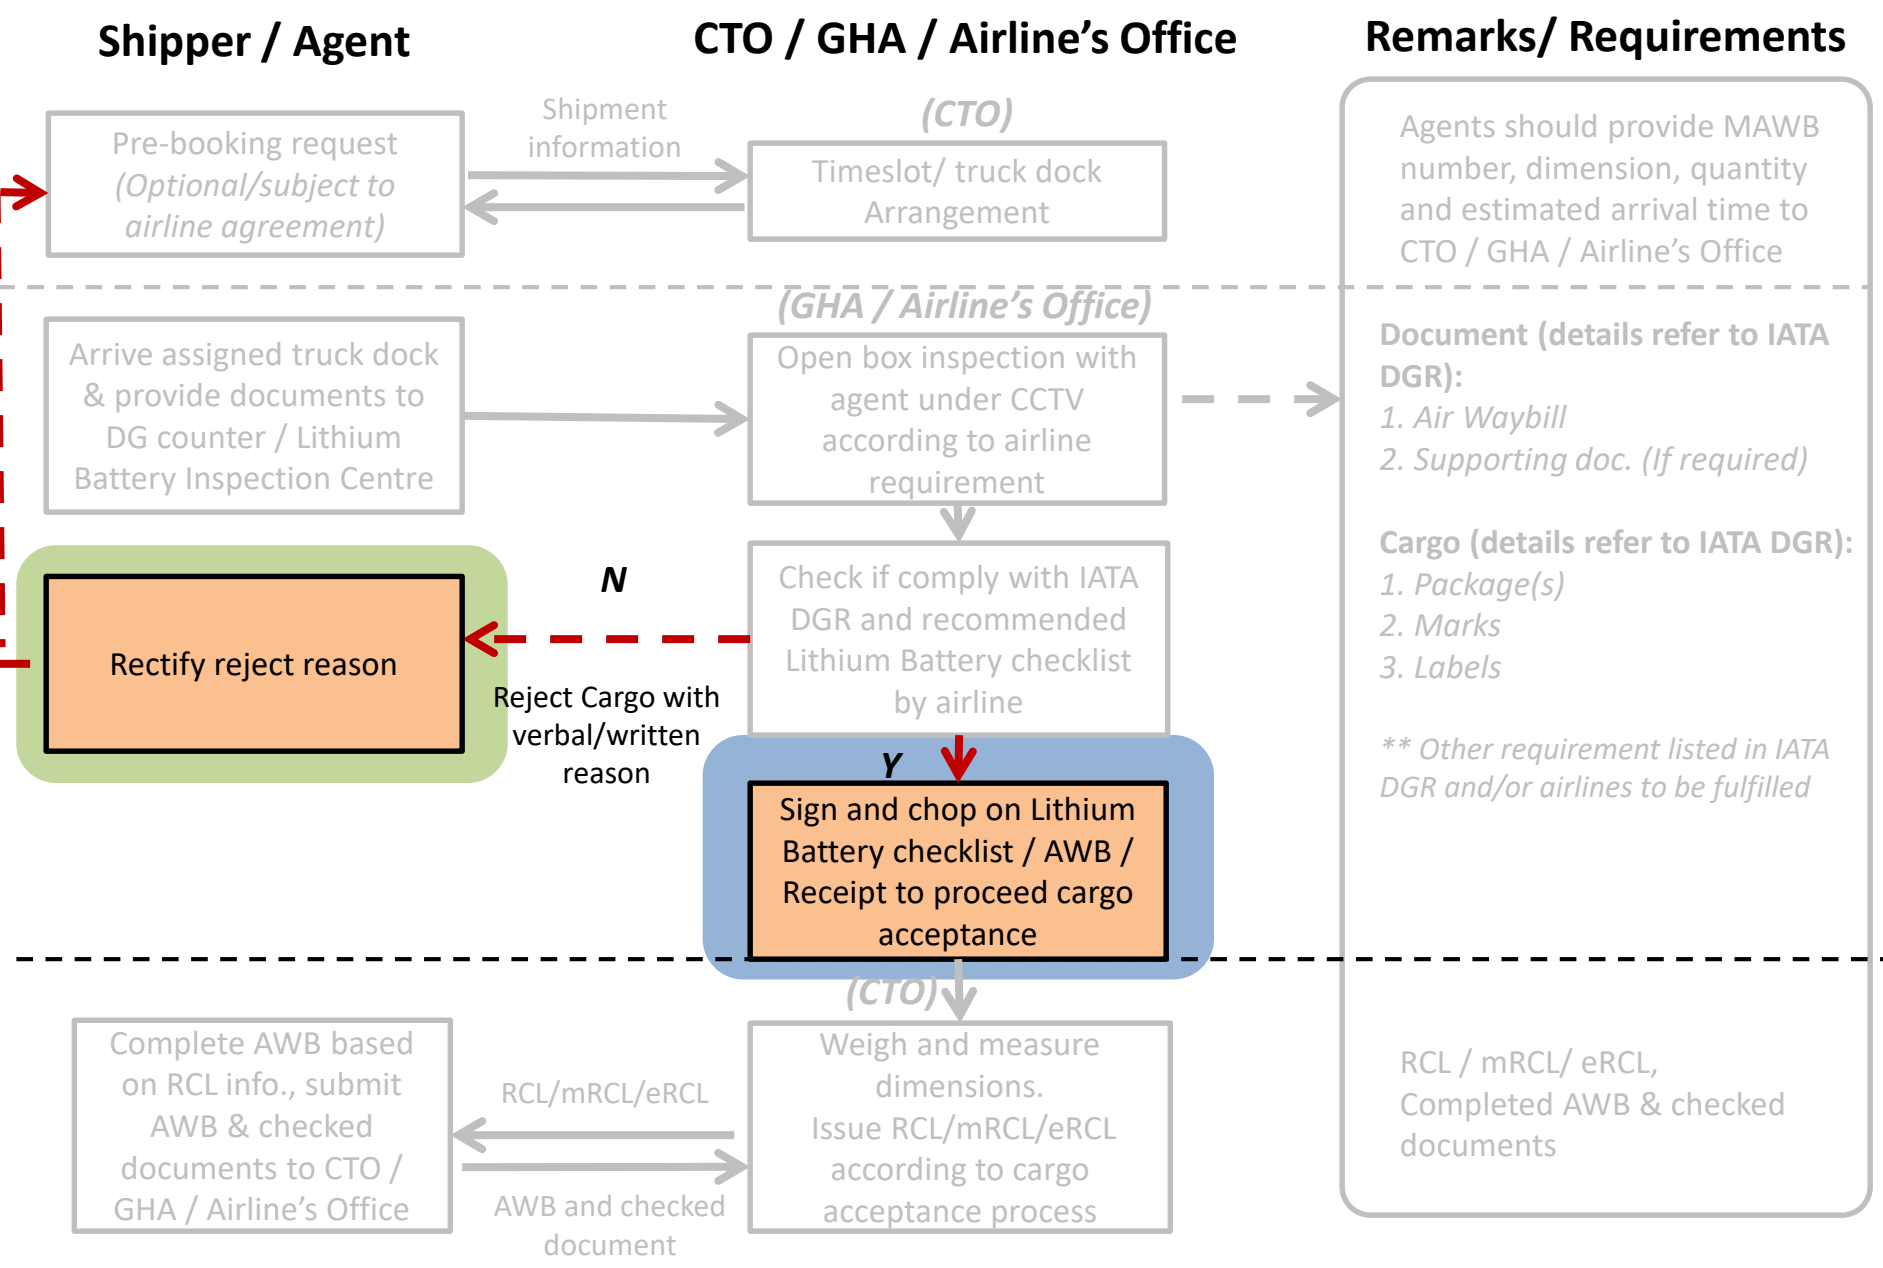 Shipper / Agent
CTO / GHA / Airline's Office
Remarks/ Requirements
Pre-booking request
(Optional/subject to
airline agreement)
Shipment
information
(CTO)
Timeslot/ truck dock
Arrangement
Agents should provide MAWB
number, dimension, quantity
and estimated arrival time to
CTO / GHA / Airline's Office
Arrive assigned truck dock
& provide documents to
DG counter / Lithium
Battery Inspection Centre
(GHA / Airline's Office)
Open box inspection with
agent under CCTV
according to airline
requirement
Document (details refer to IATA
DGR):
1. Air Waybill
2. Supporting doc. (If required)
Cargo (details refer to IATA DGR):
1. Package(s)
2. Marks
3. Labels
** Other requirement listed in IATA
DGR and/or airlines to be fulfilled
Rectify reject reason
N
Reject Cargo with
verbal/written
reason
Check if comply with IATA
DGR and recommended
Lithium Battery checklist
by airline
Y
Sign and chop on Lithium
Battery checklist / AWB /
Receipt to proceed cargo
acceptance
(CTO)
Complete AWB based
on RCL info., submit
AWB & checked
documents to CTO /
GHA / Airline's Office
RCL/mRCL/eRCL
AWB and checked
document
Weigh and measure
dimensions.
Issue RCL/mRCL/eRCL
according to cargo
acceptance process
RCL / mRCL/ eRCL,
Completed AWB & checked
documents